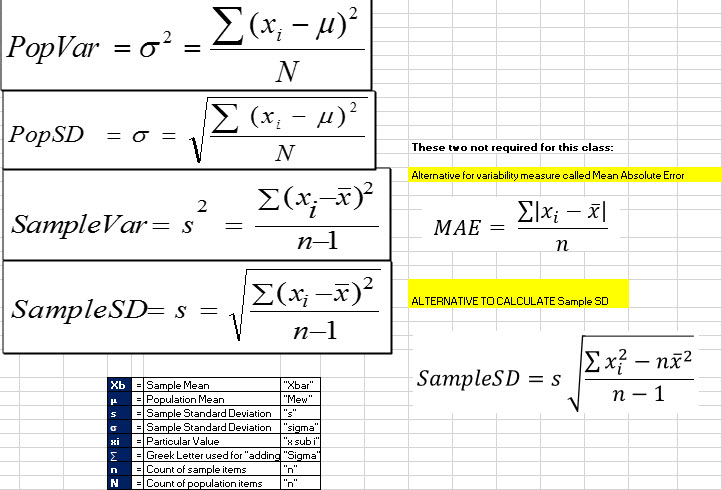 PopVar = σ² = ∑(xᵢ − μ)² / N
PopSD = σ = √(∑(xᵢ − μ)² / N)
SampleVar = s² = ∑(xᵢ–x̄)² / n–1
SampleSD= s = √(∑(xᵢ –x̄)² / n–1)
These two not required for this class:
Alternative for variability measure called Mean Absolute Error
MAE = ∑|xᵢ − x̄| / n
ALTERNATIVE TO CALCULATE Sample SD
SampleSD = s √(∑xᵢ² − nx̄² / n − 1)
Xb = Sample Mean "Xbar"
μ = Population Mean "Mew"
s = Sample Standard Deviation "s"
σ = Sample Standard Deviation "sigma"
xi = Particular Value "x sub i"
∑ = Greek Letter used for "adding "Sigma"
n = Count of sample items "n"
N = Count of population items "n"